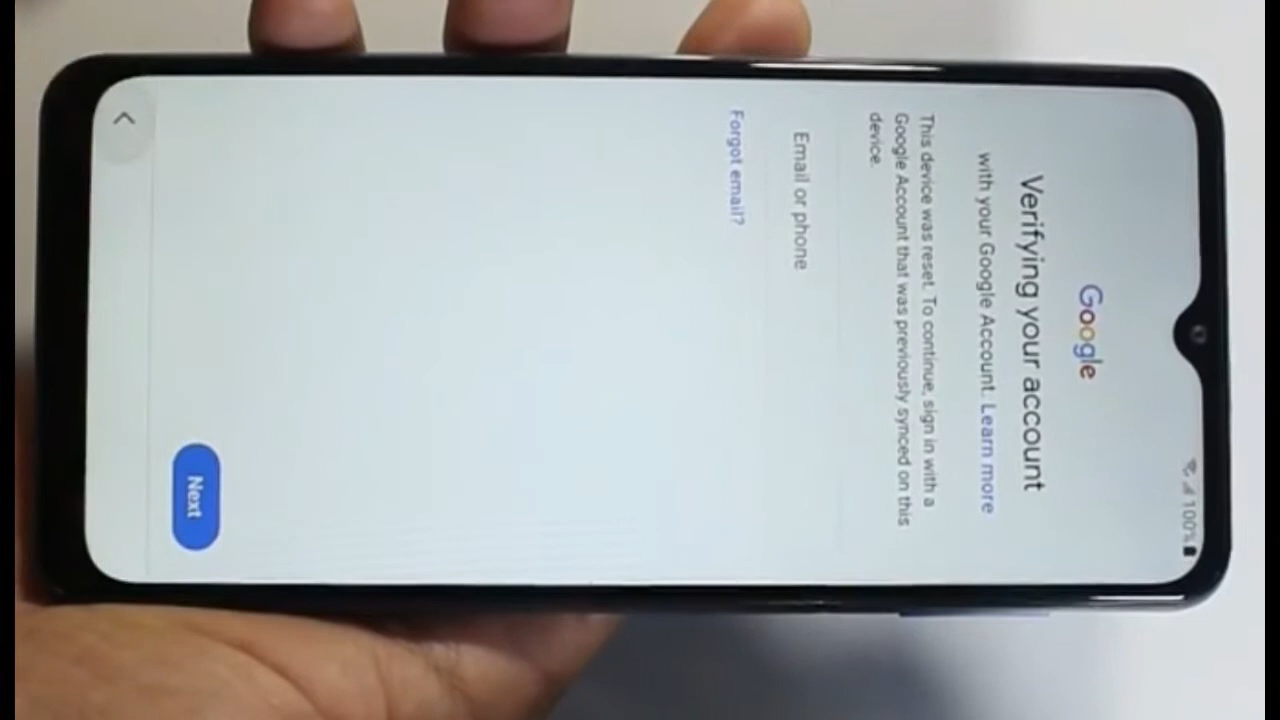 100%
Google
Verifying your account
with your Google Account. Learn more
This device was reset. To continue, sign in with a
Google Account that was previously synced on this
device.
Email or phone
Forgot email?
Next